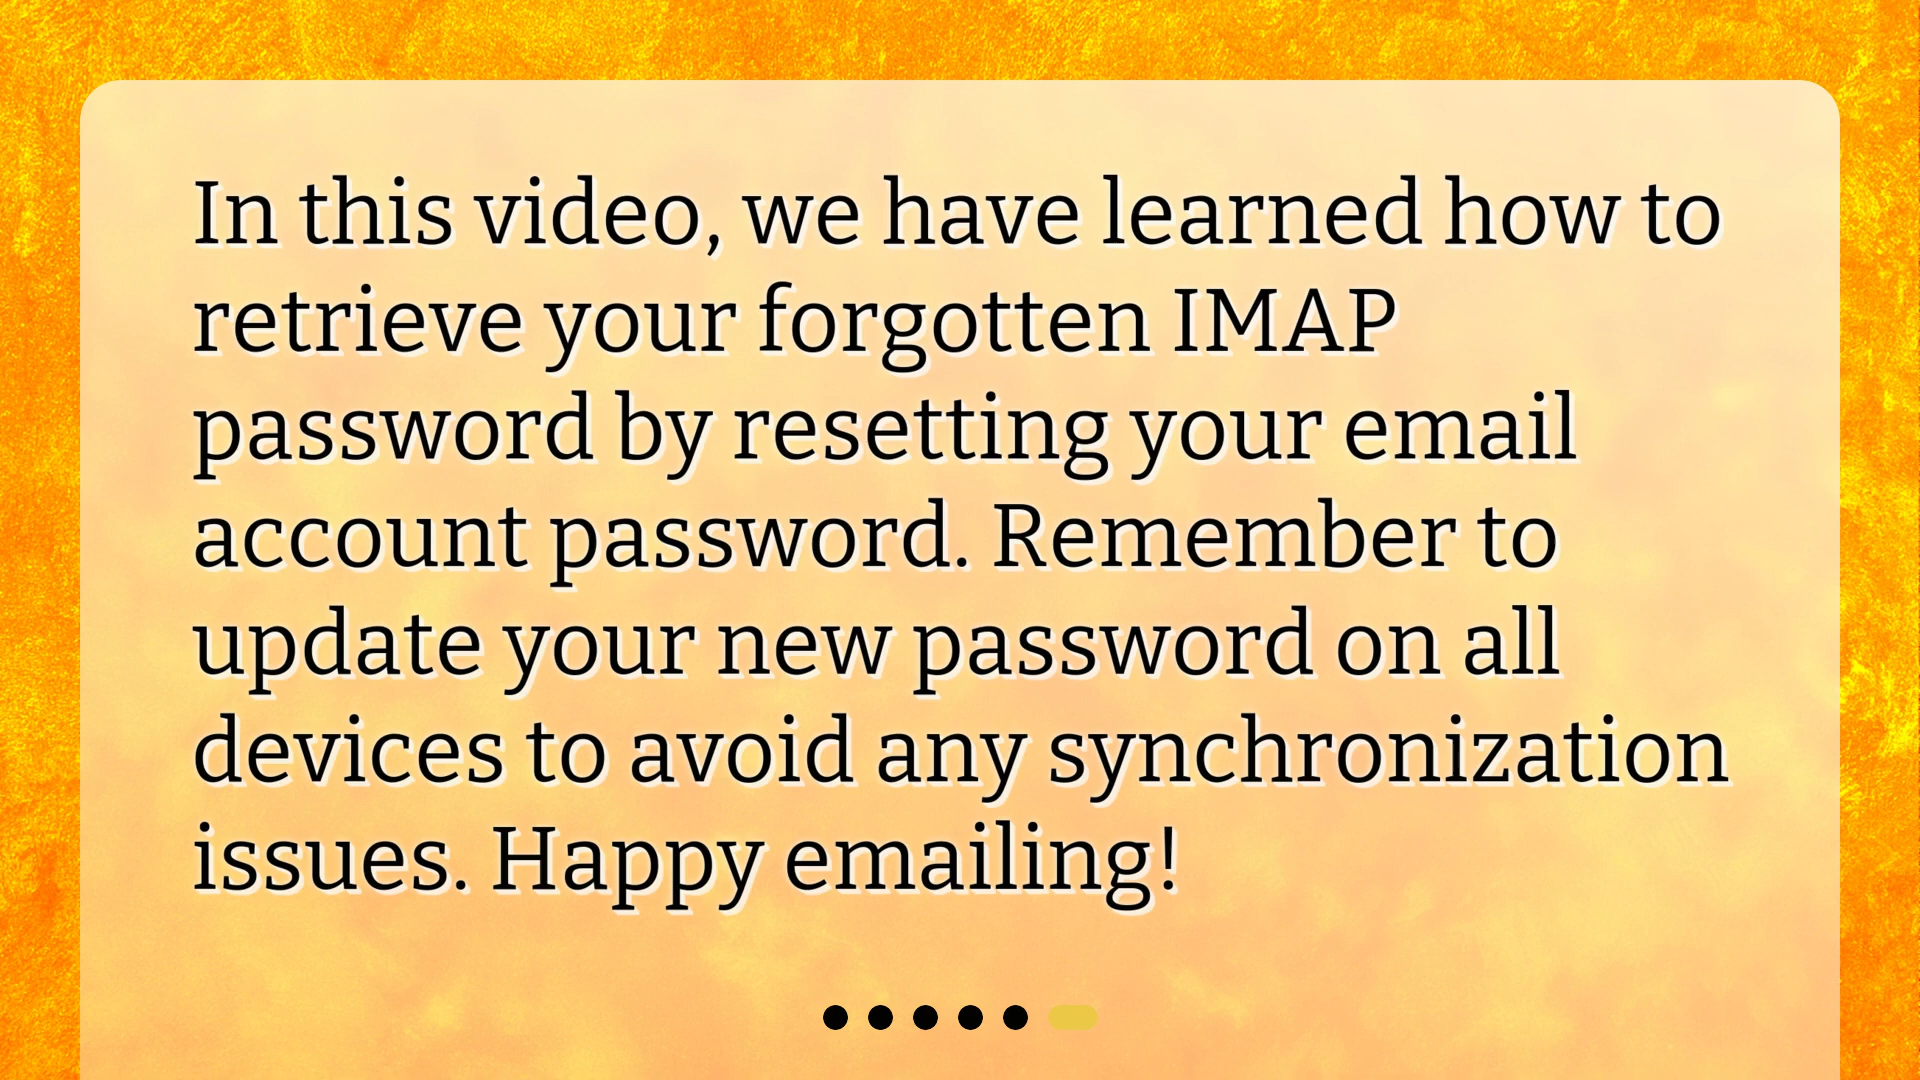 In this video, we have learned how to
retrieve your forgotten IMAP
password by resetting your email
account password. Remember to
update your new password on all
devices to avoid any synchronization
issues. Happy emailing!